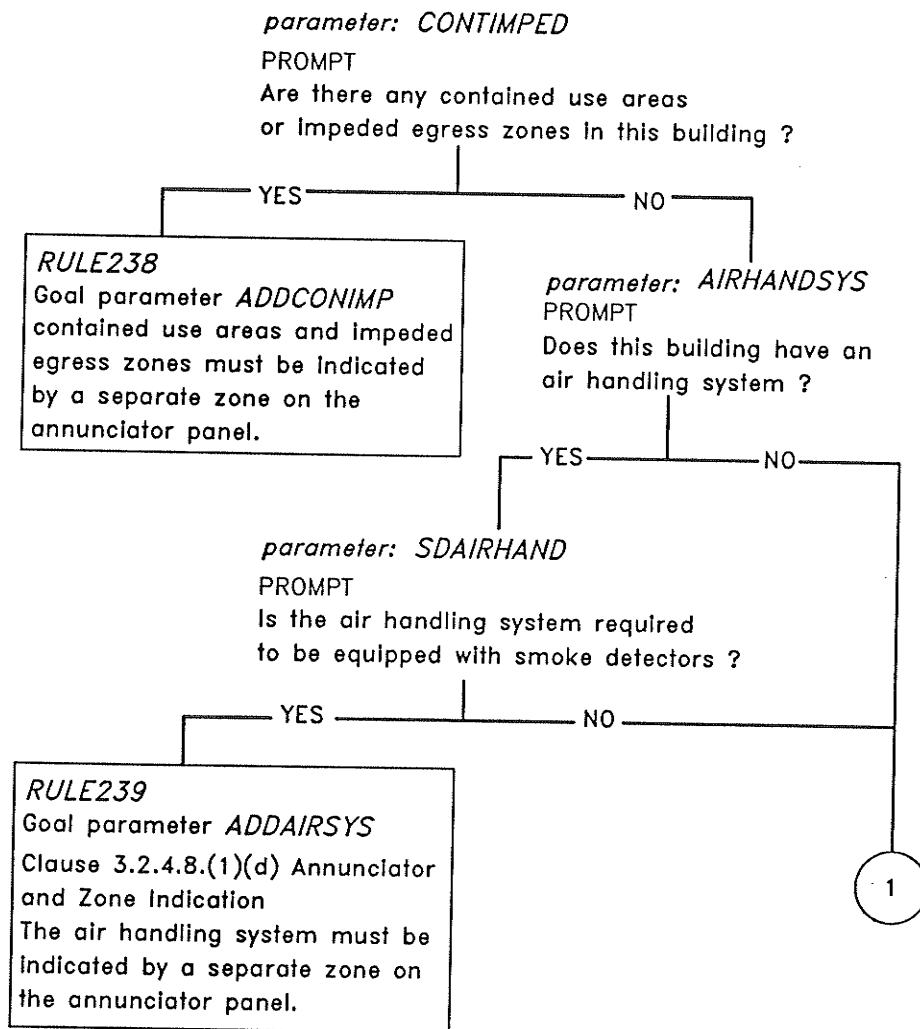 parameter: CONTIMPED
PROMPT
Are there any contained use areas
or impeded egress zones in this building ?
YES
NO
RULE238
Goal parameter ADDCONIMP
contained use areas and impeded
egress zones must be indicated
by a separate zone on the
annunciator panel.
parameter: AIRHANDSYS
PROMPT
Does this building have an
air handling system ?
YES
NO
parameter: SDAIRHAND
PROMPT
Is the air handling system required
to be equipped with smoke detectors ?
YES
NO
RULE239
Goal parameter ADDAIRSYS
Clause 3.2.4.8.(1)(d) Annunciator
and Zone Indication
The air handling system must be
indicated by a separate zone on
the annunciator panel.
1